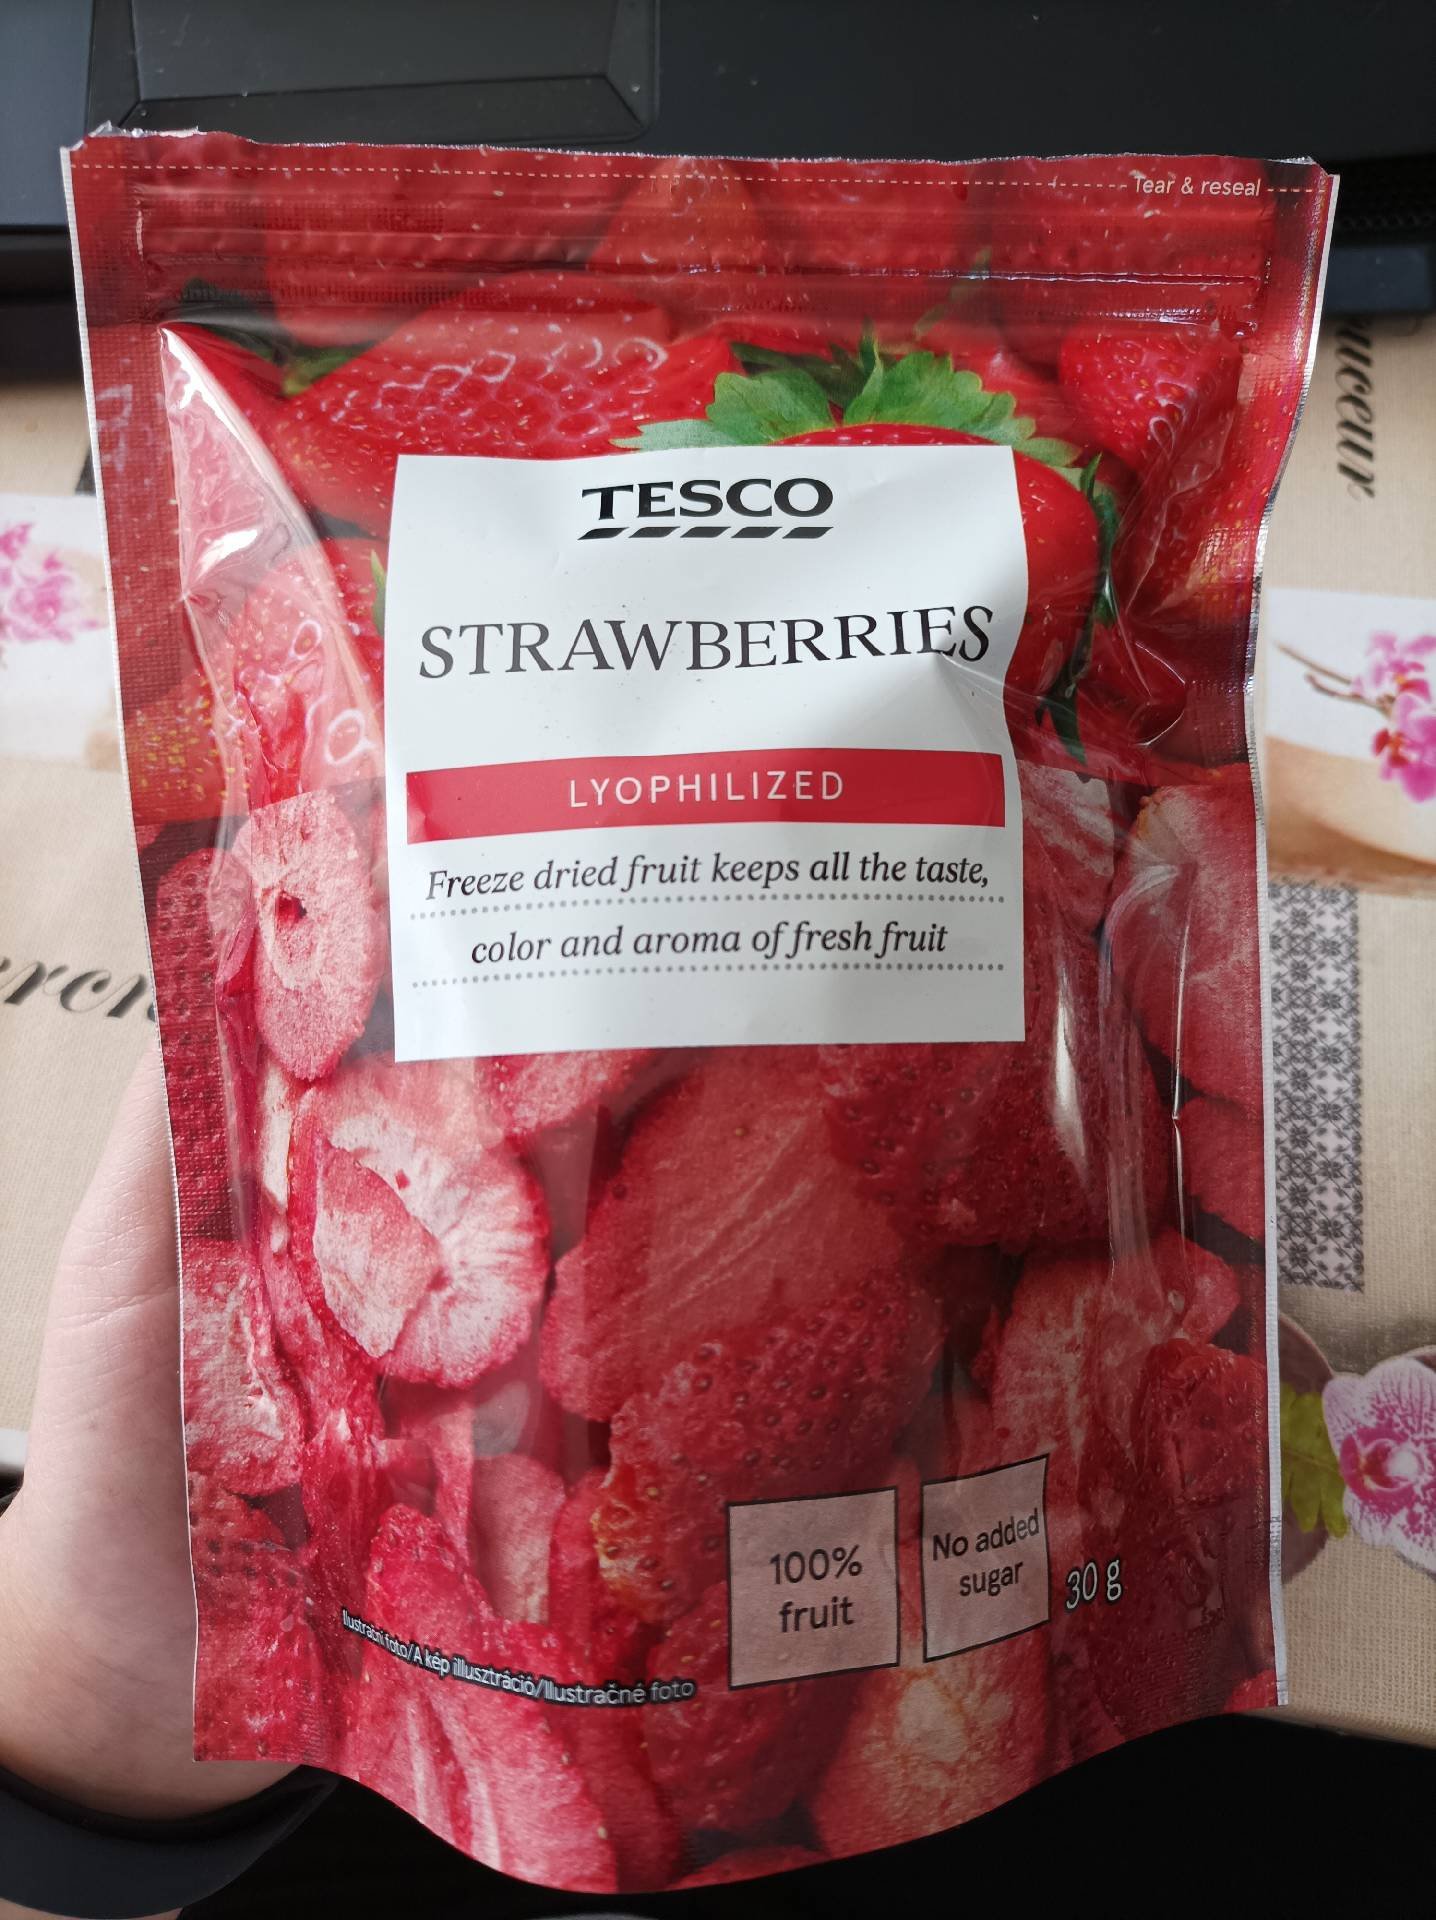 Tear & reseal
TESCO
STRAWBERRIES
LYOPHILIZED
Freeze dried fruit keeps all the taste,
color and aroma of fresh fruit
100%
fruit
No added
sugar
30 g
Ilustrační foto/A kép illusztráció/Ilustračné foto